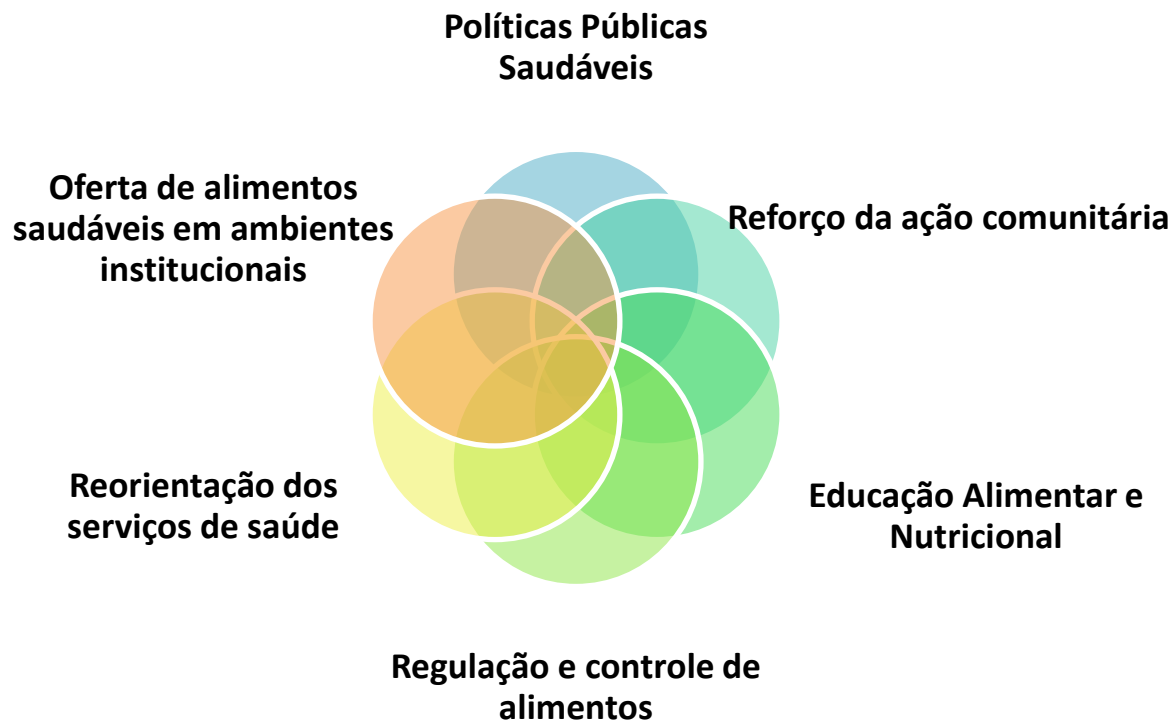 Políticas Públicas
Saudáveis
Oferta de alimentos
saudáveis em ambientes
institucionais
Reforço da ação comunitária
Reorientação dos
serviços de saúde
Educação Alimentar e
Nutricional
Regulação e controle de
alimentos